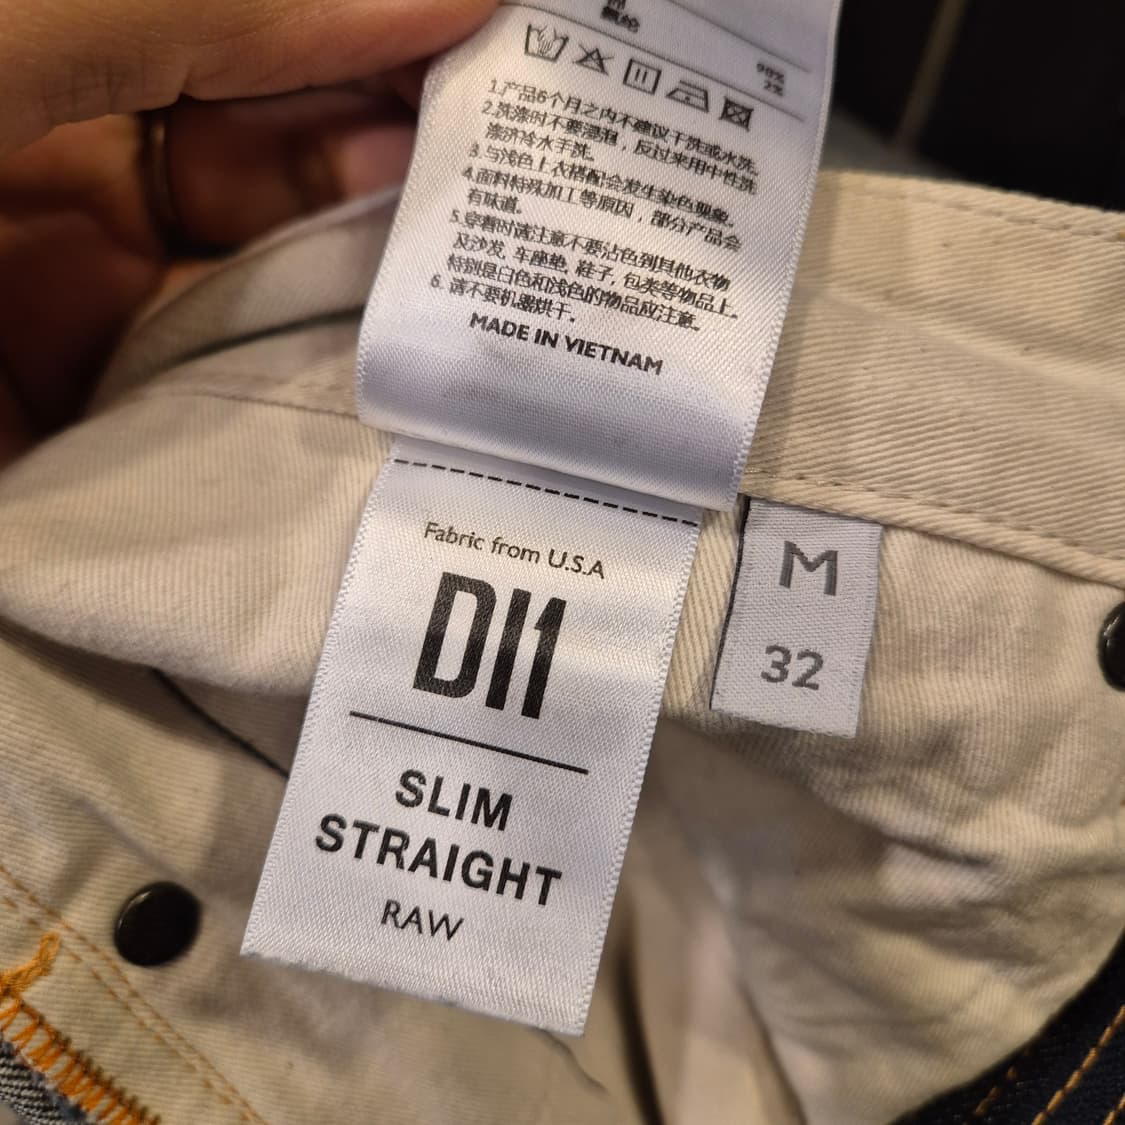 98%
2%
1.产品6个月之内不建议干洗或水洗.
2.洗涤时不要浸泡，反过来用中性洗
涤济冷水手洗.
3.与浅色上衣搭配会发生染色现象.
4.面料特殊加工等原因，部分产品会
有味道.
5.穿着时请注意不要沾色到其他衣物
及沙发, 车座垫, 鞋子, 包类等物品上.
特别是白色和浅色的物品应注意.
6. 请不要机器烘干.
MADE IN VIETNAM
Fabric from U.S.A
D11
SLIM
STRAIGHT
RAW
M
32